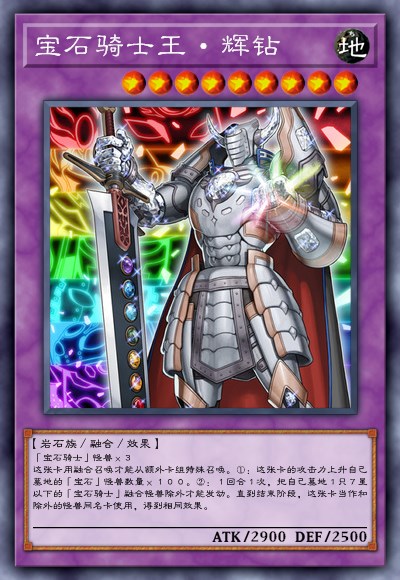 宝石骑士王·辉钻
地
【岩石族／融合／效果】
「宝石骑士」怪兽×3
这张卡用融合召唤才能从额外卡组特殊召唤。①：这张卡的攻击力上升自己
墓地的「宝石」怪兽数量×100。②：1回合1次，把自己墓地1只7星
以下的「宝石骑士」融合怪兽除外才能发动。直到结束阶段，这张卡当作和
除外的怪兽同名卡使用，得到相同效果。
ATK/2900 DEF/2500